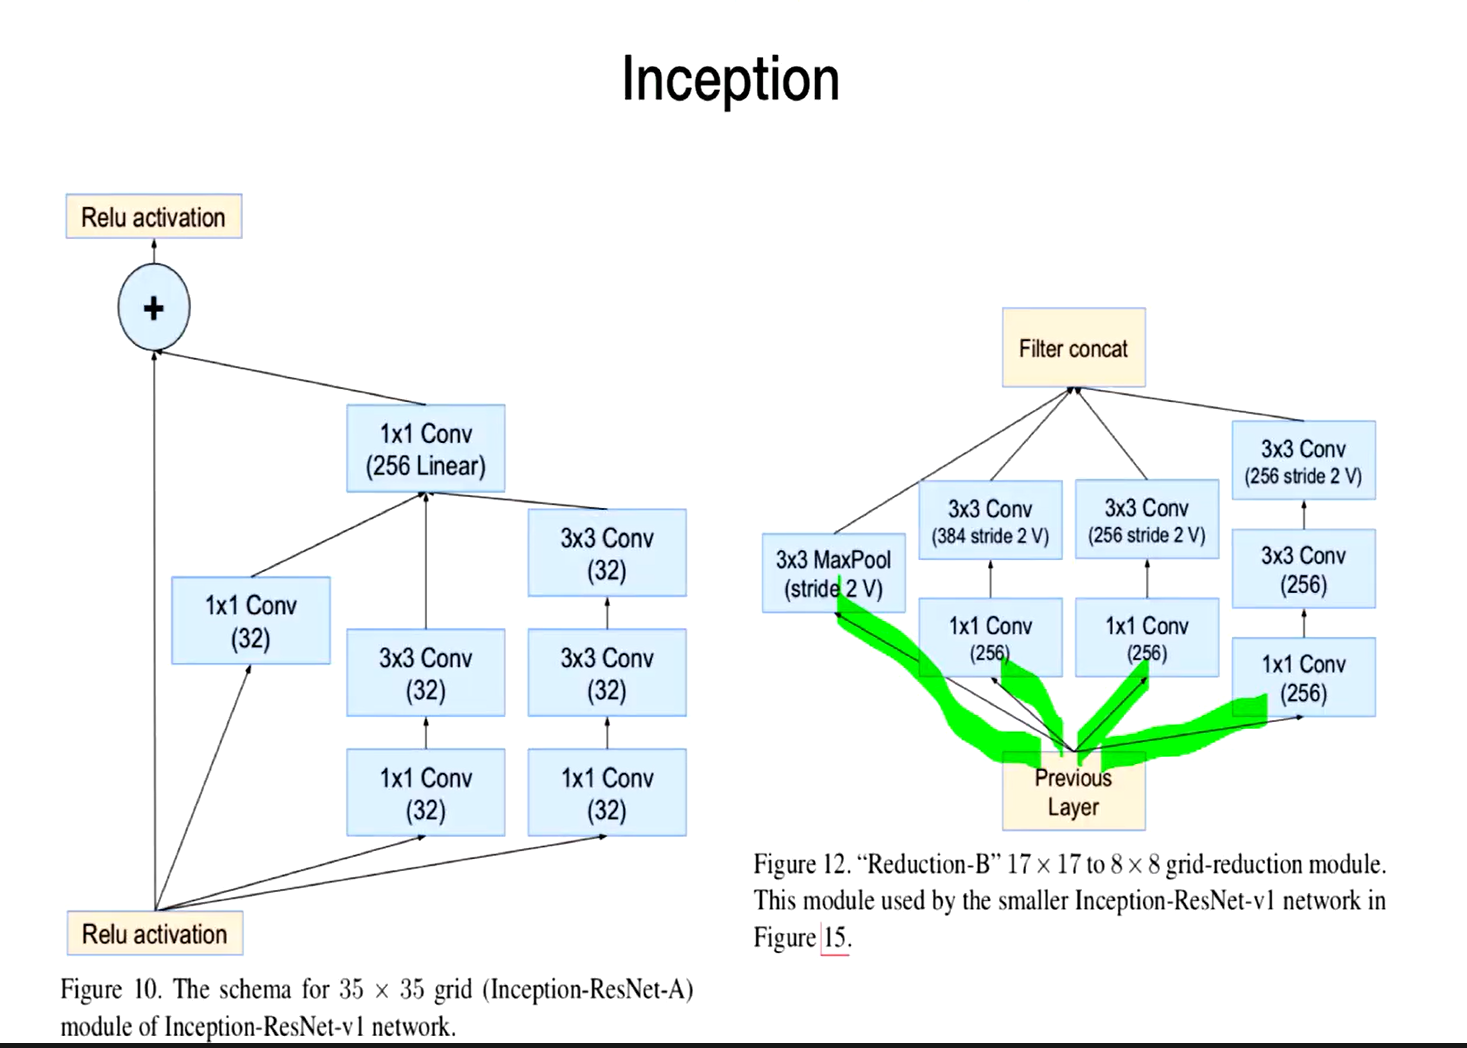 Inception
Relu activation
+
1x1 Conv
(256 Linear)
3x3 Conv
(32)
1x1 Conv
(32)
3x3 Conv
(32)
3x3 Conv
(32)
1x1 Conv
(32)
1x1 Conv
(32)
Relu activation
Figure 10. The schema for 35 × 35 grid (Inception-ResNet-A)
module of Inception-ResNet-v1 network.
Filter concat
3x3 Conv
(256 stride 2 V)
3x3 Conv
(384 stride 2 V)
3x3 Conv
(256 stride 2 V)
3x3 MaxPool
(stride 2 V)
3x3 Conv
(256)
1x1 Conv
(256)
1x1 Conv
(256)
1x1 Conv
(256)
Previous
Layer
Figure 12. “Reduction-B” 17 × 17 to 8 × 8 grid-reduction module.
This module used by the smaller Inception-ResNet-v1 network in
Figure 15.